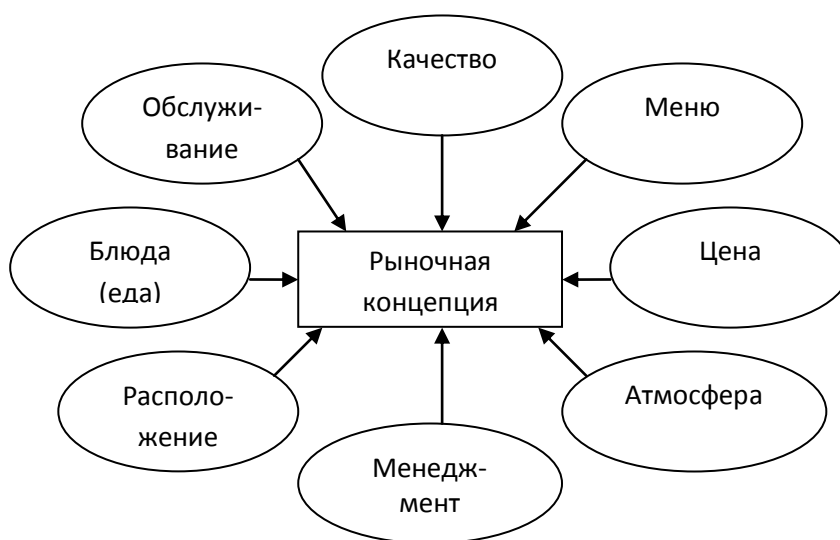 Качество
Обслужи-
вание
Меню
Блюда
(еда)
Рыночная
концепция
Цена
Располо-
жение
Атмосфера
Менедж-
мент